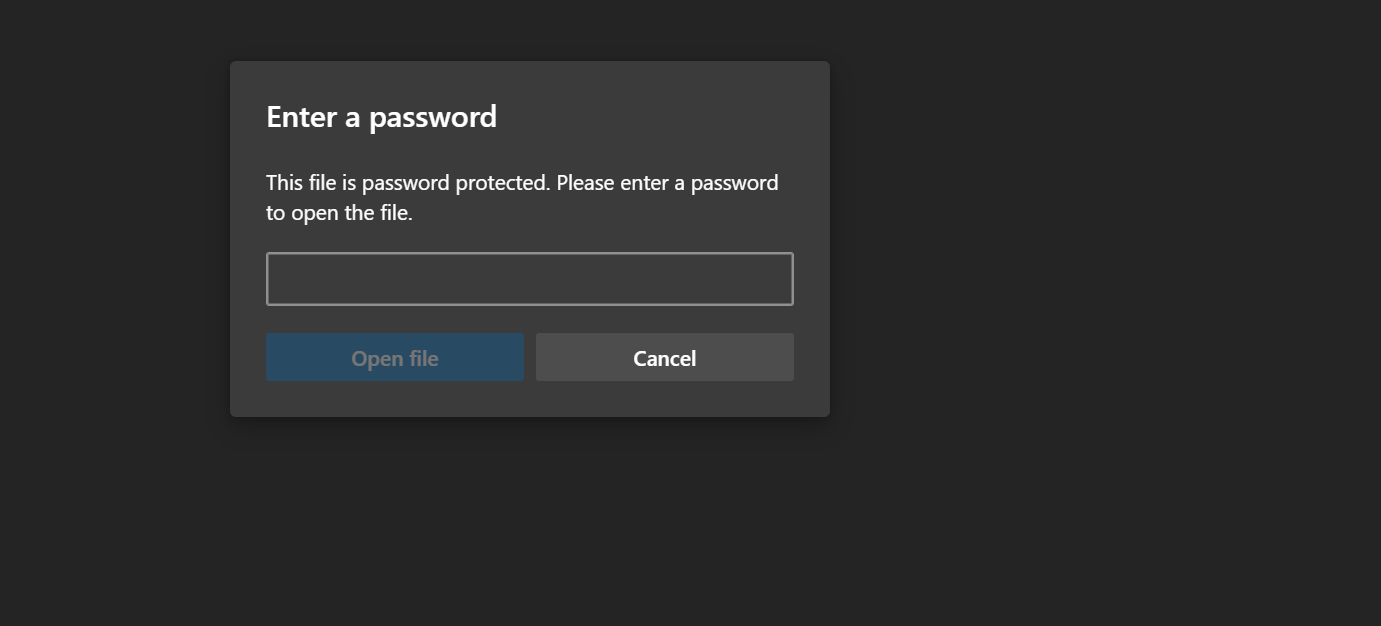 Enter a password
This file is password protected. Please enter a password
to open the file.
Open file
Cancel